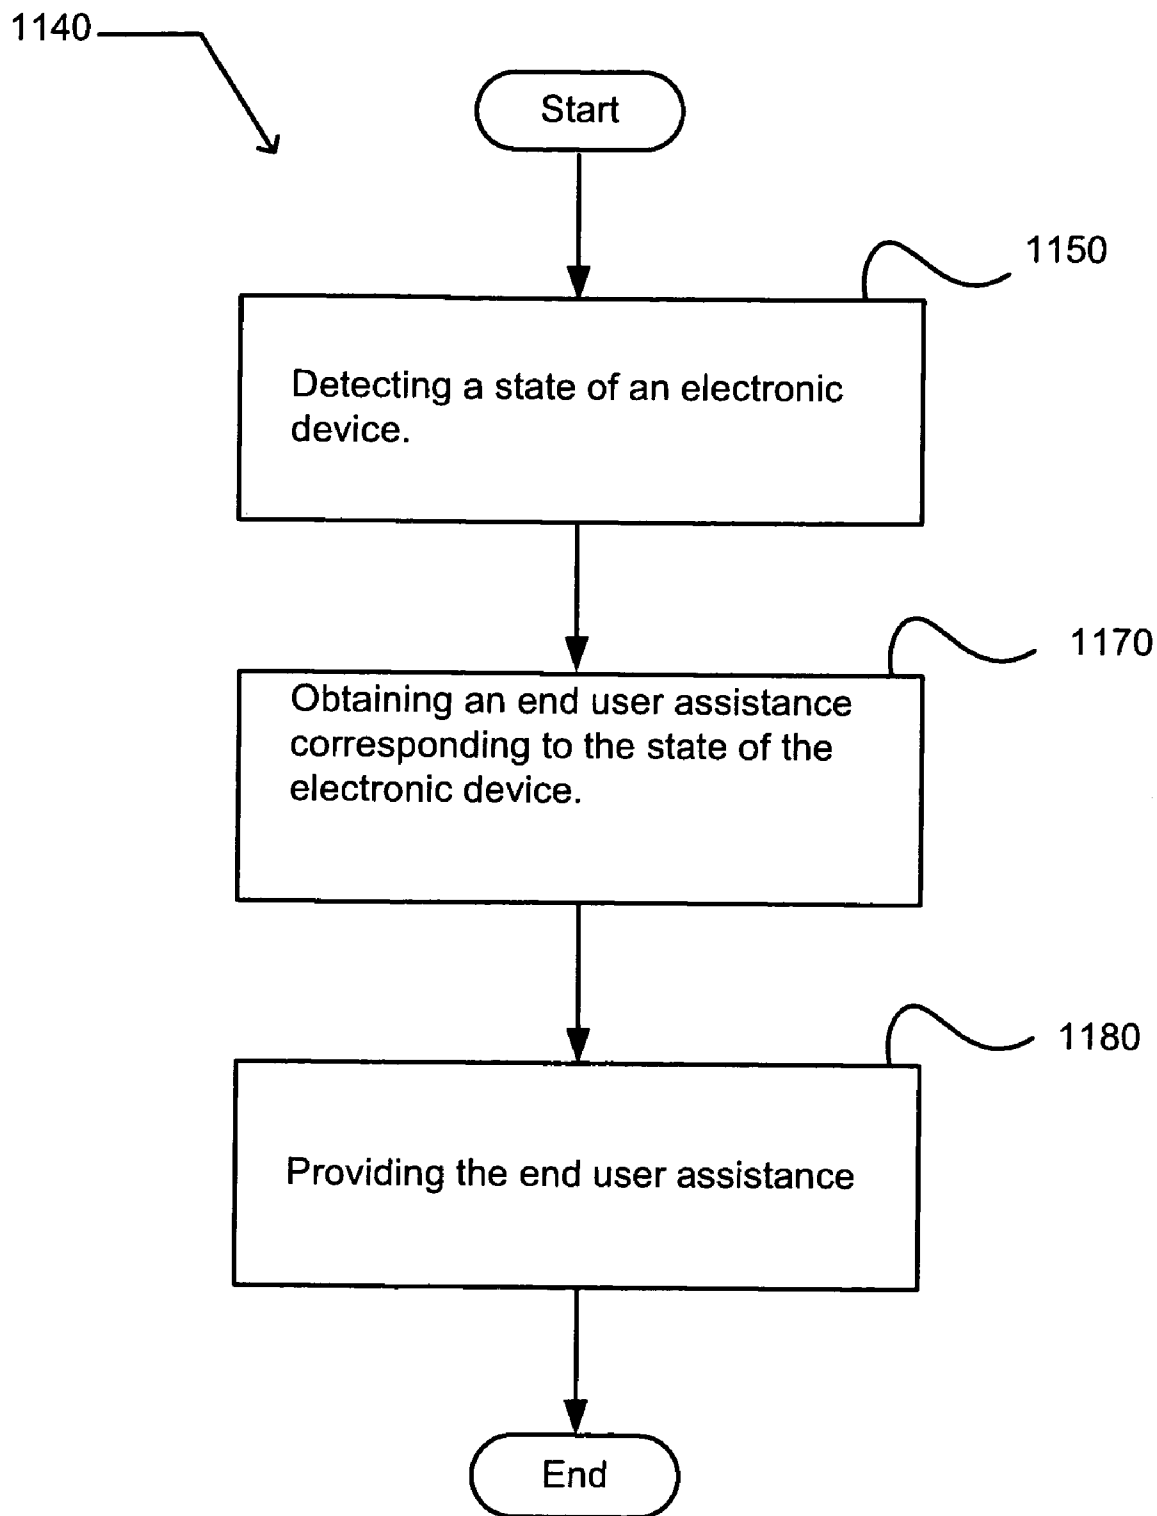 1140
Start
1150
Detecting a state of an electronic
device.
1170
Obtaining an end user assistance
corresponding to the state of the
electronic device.
1180
Providing the end user assistance
End